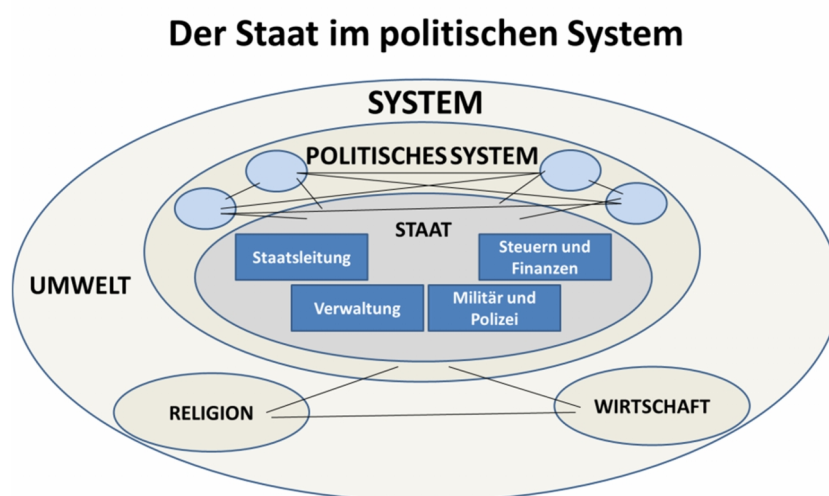 Der Staat im politischen System
SYSTEM
POLITISCHES SYSTEM
STAAT
Staatsleitung
Steuern und
Finanzen
UMWELT
Verwaltung
Militär und
Polizei
RELIGION
WIRTSCHAFT